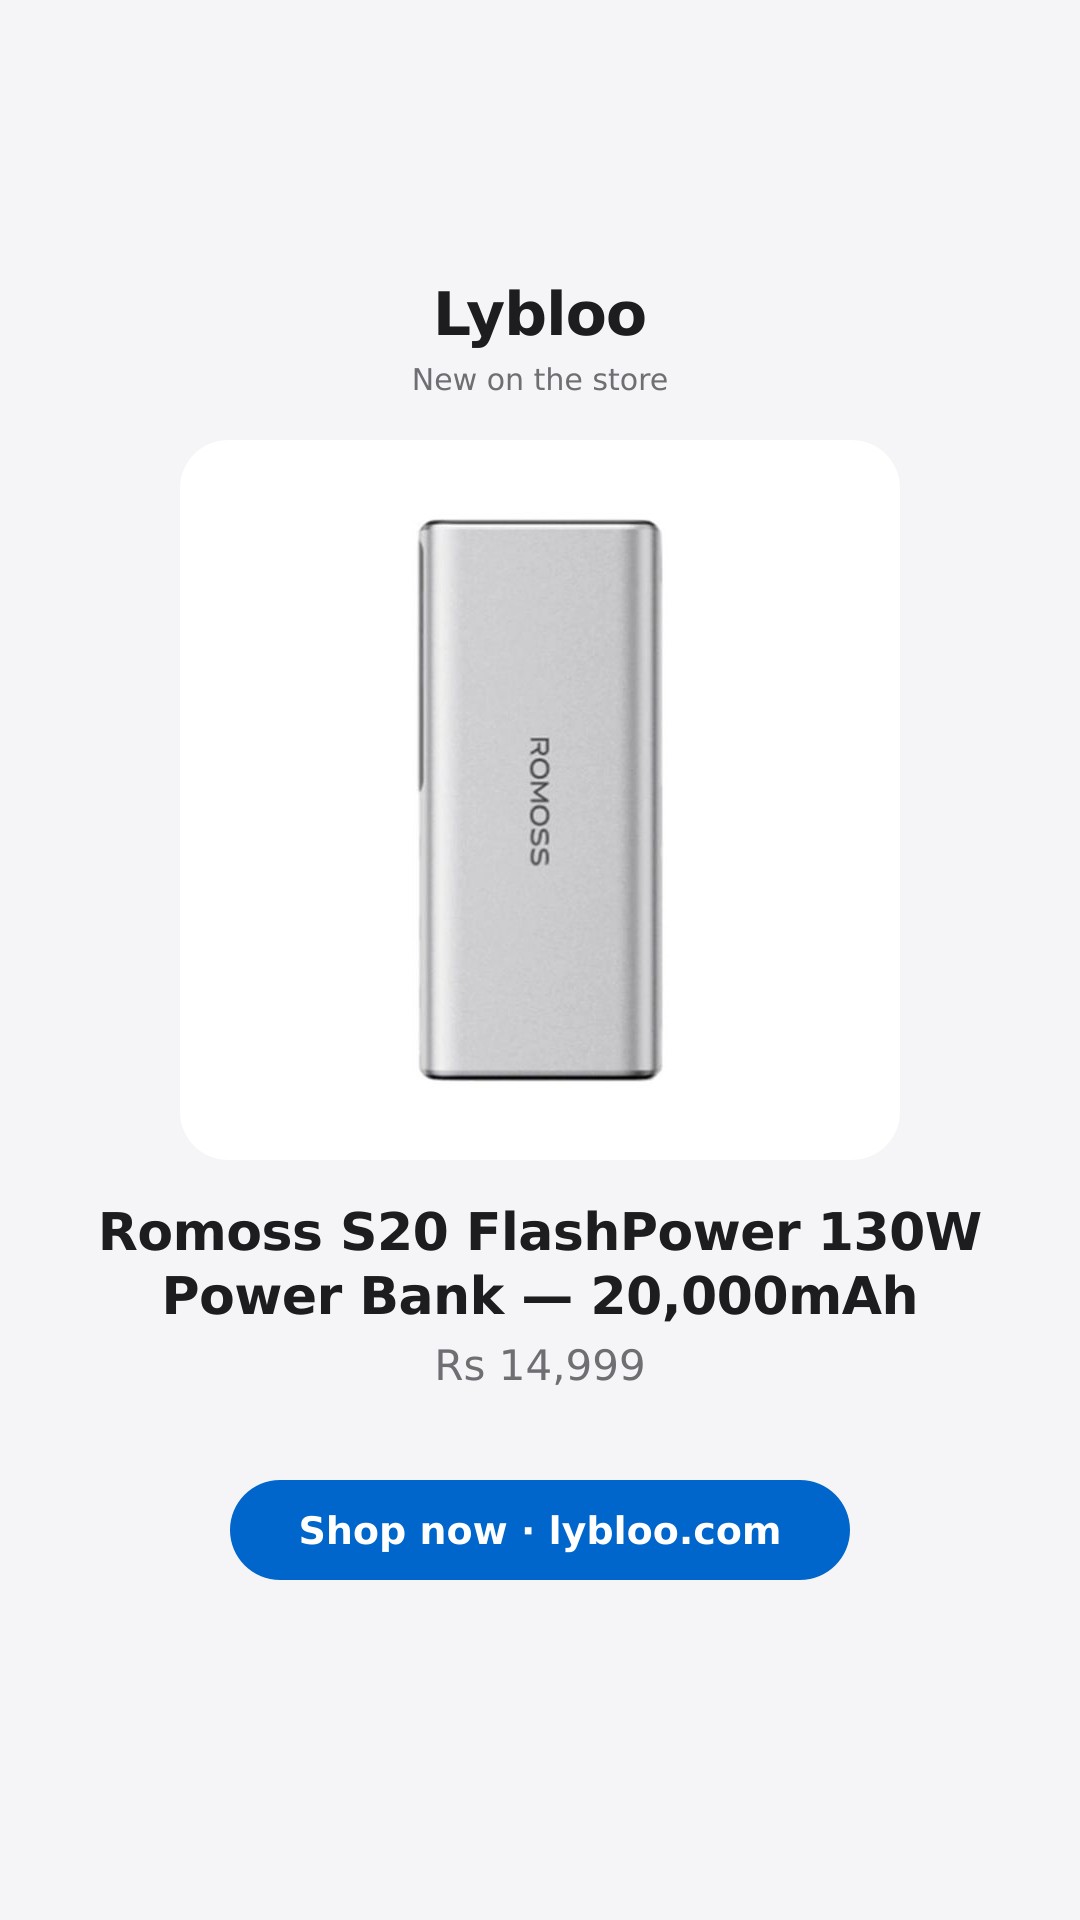 Lybloo
New on the store
ROMOSS
Romoss S20 FlashPower 130W
Power Bank — 20,000mAh
Rs 14,999
Shop now · lybloo.com